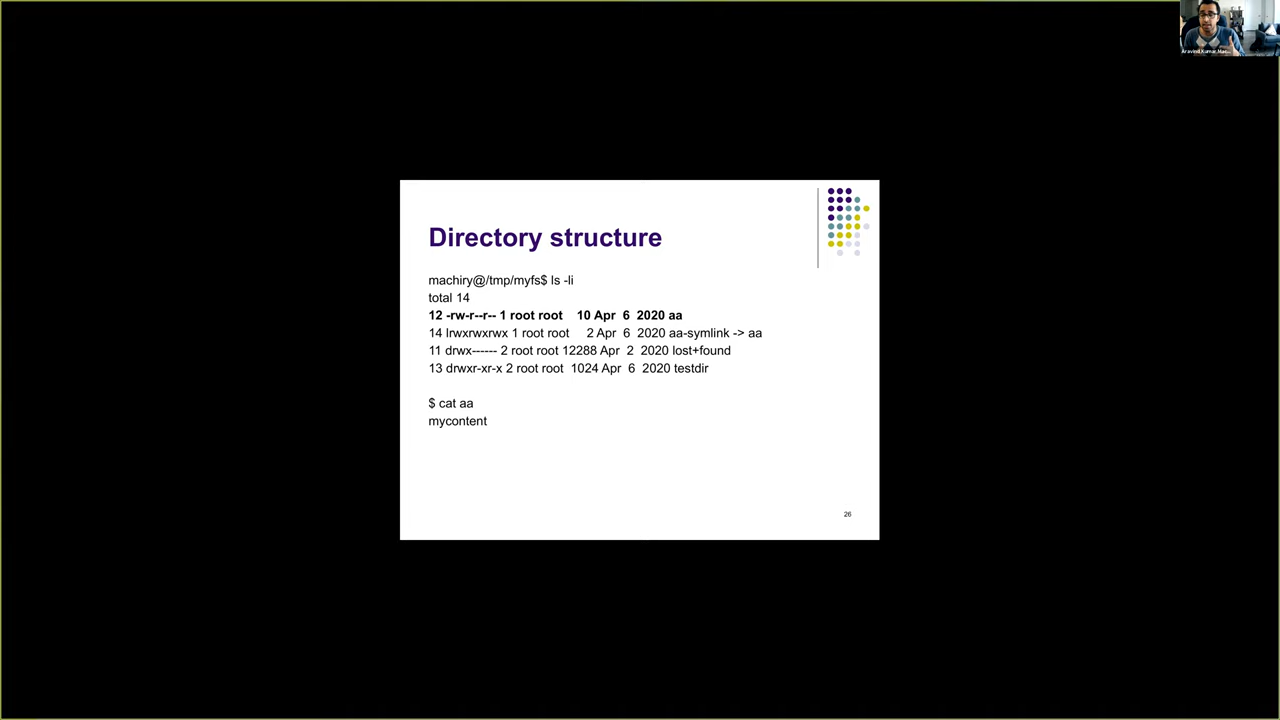 Aravind Kumar Mac...
Directory structure
machiry@/tmp/myfs$ ls -li
total 14
12 -rw-r--r-- 1 root root 10 Apr 6 2020 aa
14 lrwxrwxrwx 1 root root 2 Apr 6 2020 aa-symlink -> aa
11 drwx------ 2 root root 12288 Apr 2 2020 lost+found
13 drwxr-xr-x 2 root root 1024 Apr 6 2020 testdir
$ cat aa
mycontent
26